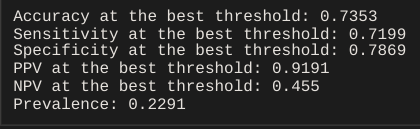 Accuracy at the best threshold: 0.7353
Sensitivity at the best threshold: 0.7199
Specificity at the best threshold: 0.7869
PPV at the best threshold: 0.9191
NPV at the best threshold: 0.455
Prevalence: 0.2291